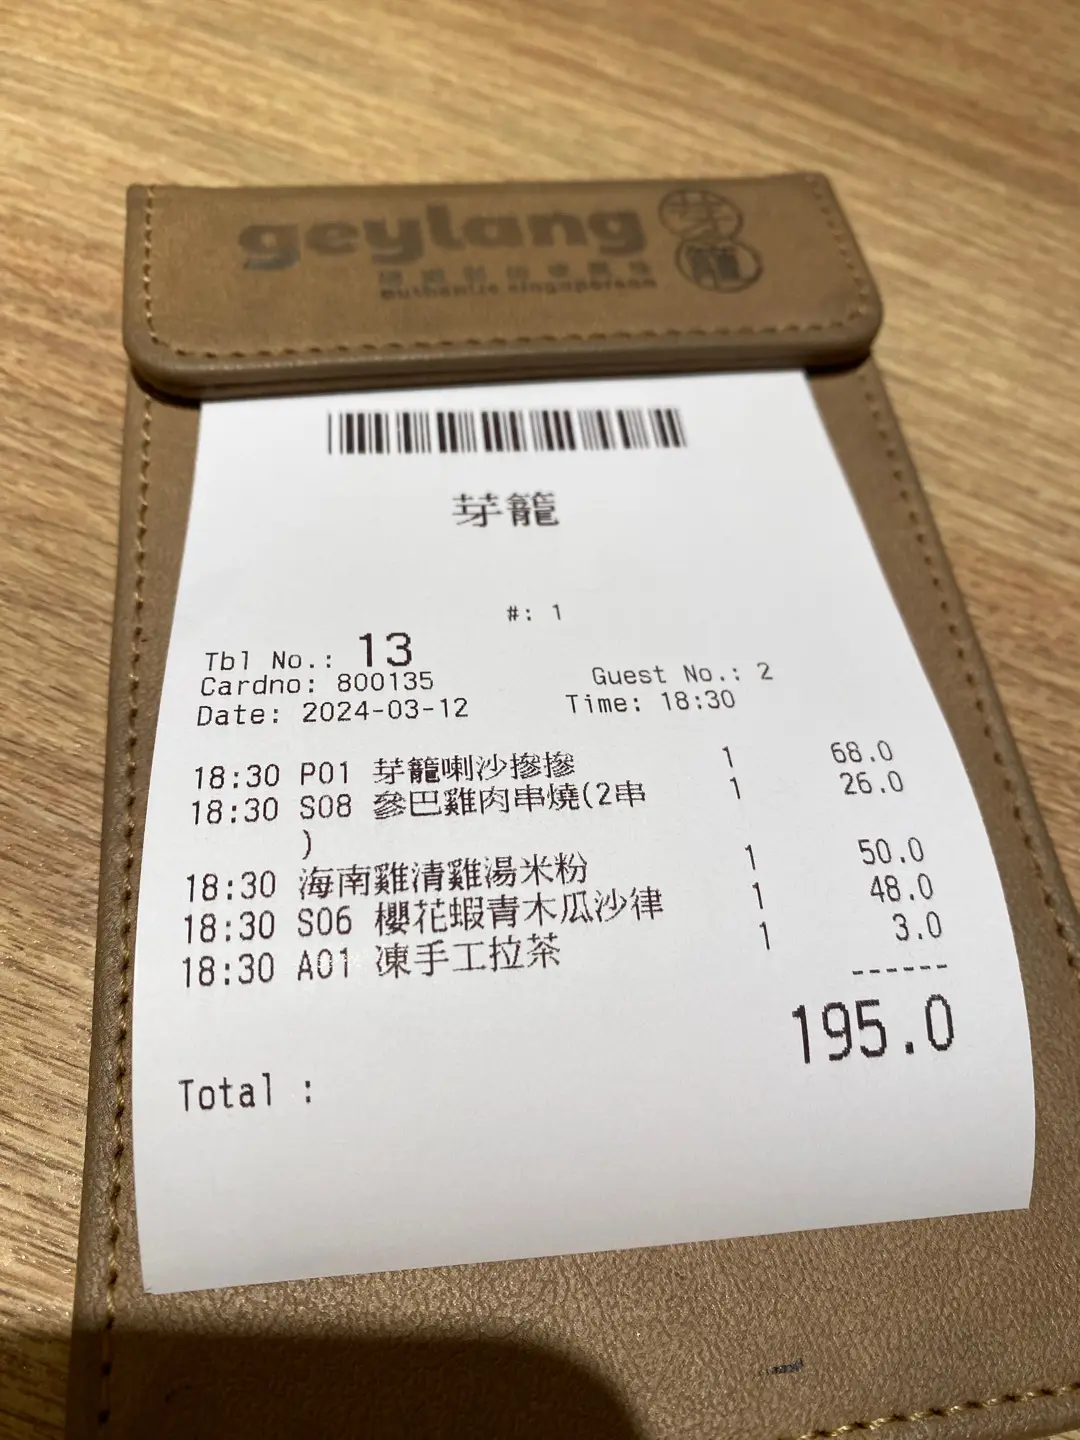 geylang 芽籠
authentic singaporean
芽籠
#: 1
Tbl No.: 13
Cardno: 800135 Guest No.: 2
Date: 2024-03-12 Time: 18:30
18:30 P01 芽籠喇沙摻摻 1 68.0
18:30 S08 參巴雞肉串燒(2串 1 26.0
)
18:30 海南雞清雞湯米粉 1 50.0
18:30 S06 櫻花蝦青木瓜沙律 1 48.0
18:30 A01 凍手工拉茶 1 3.0
------
195.0
Total :